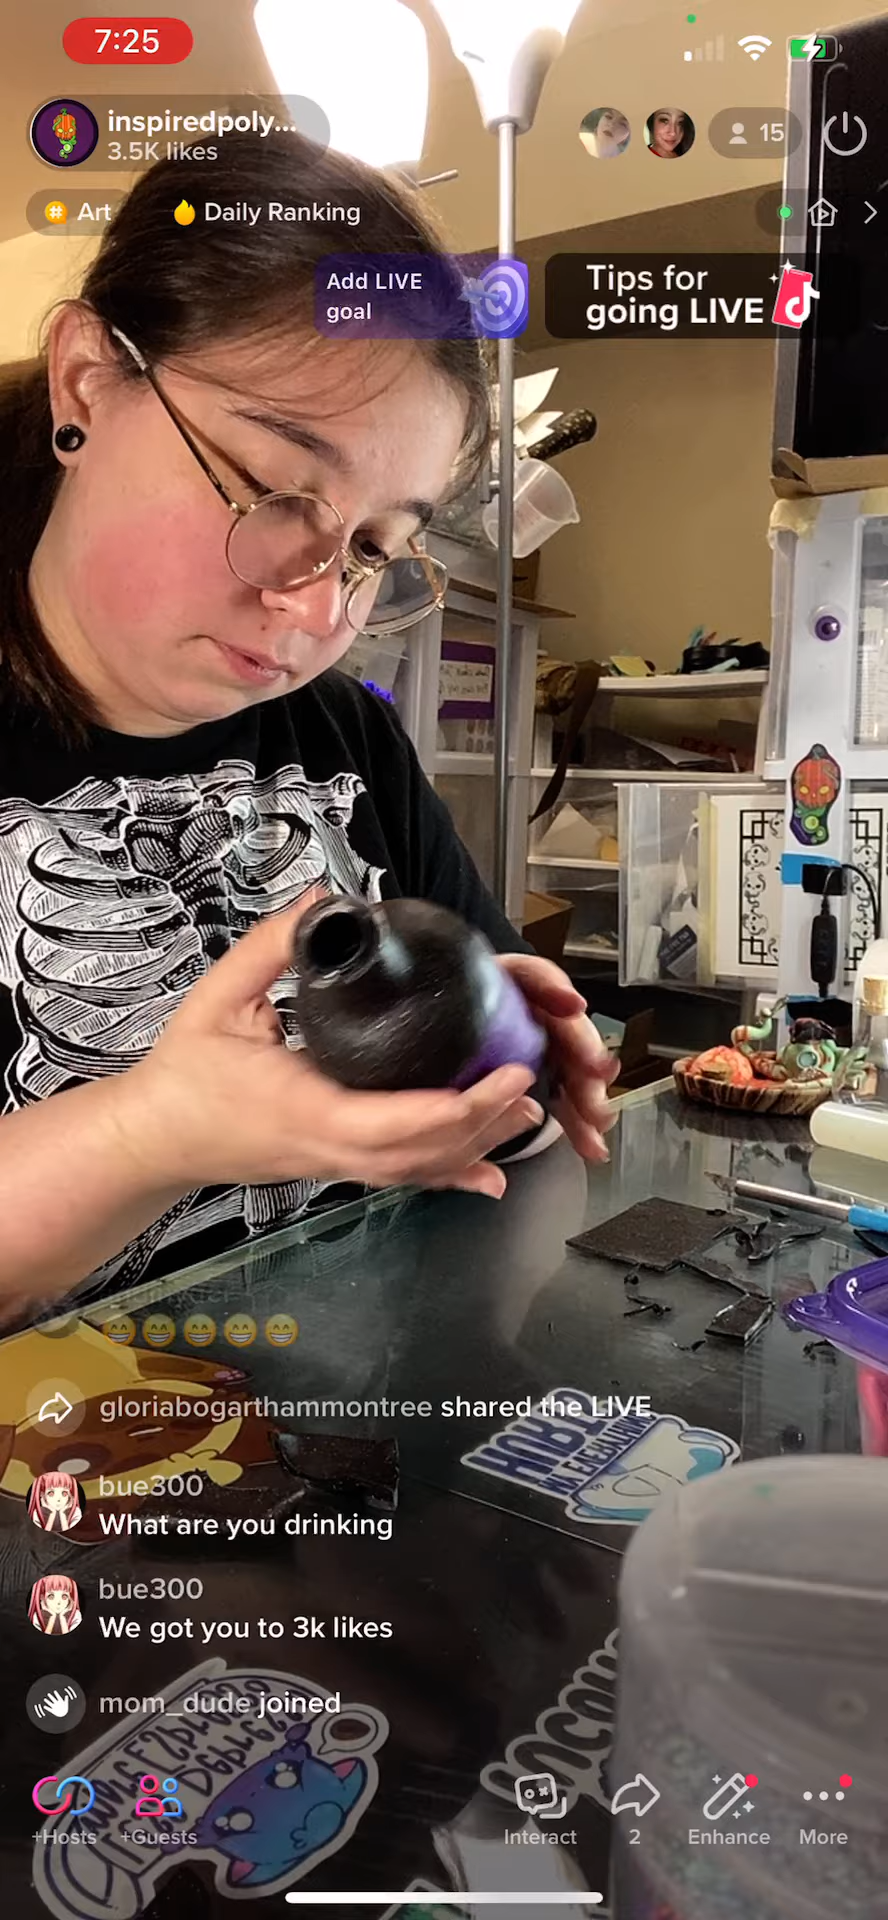 7:25
inspiredpoly...
3.5K likes
15
Art
Daily Ranking
Add LIVE
goal
Tips for
going LIVE
gloriabogarthammontree shared the LIVE
bue300
What are you drinking
bue300
We got you to 3k likes
mom_dude joined
+Hosts
+Guests
Interact
2
Enhance
More